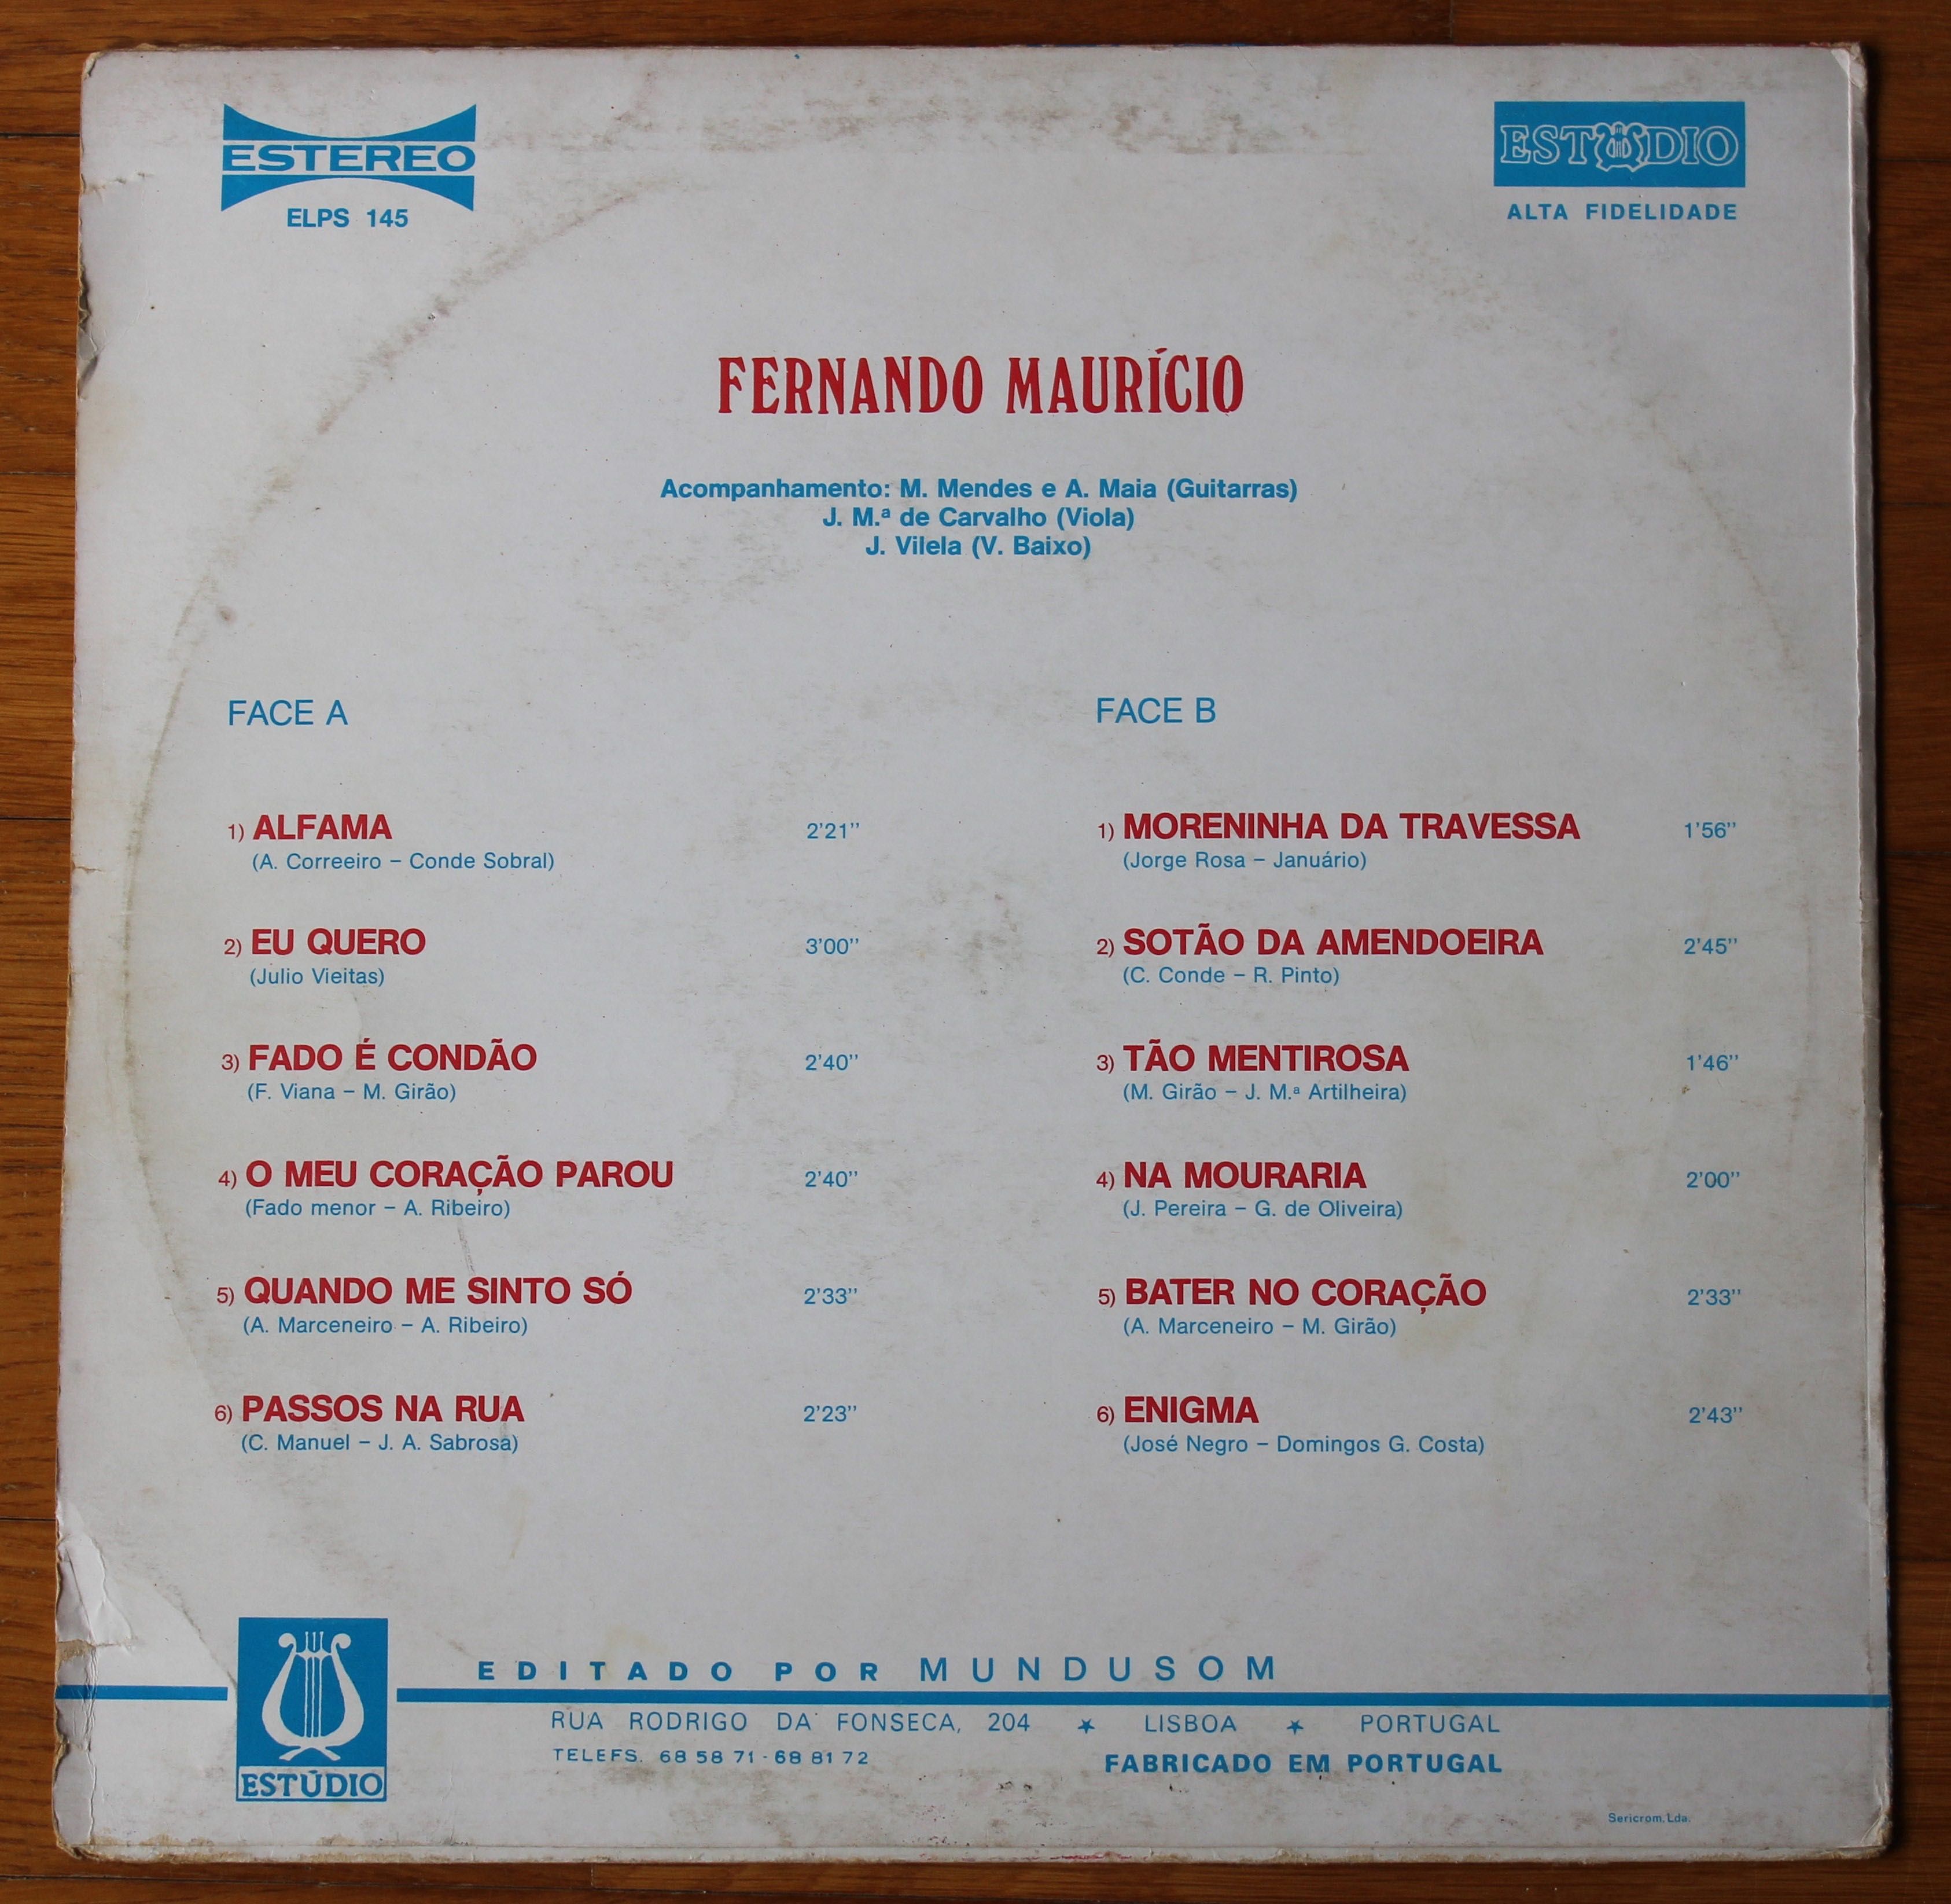 ESTEREO
ELPS 145
ESTÚDIO
ALTA FIDELIDADE
FERNANDO MAURÍCIO
Acompanhamento: M. Mendes e A. Maia (Guitarras)
J. M.ª de Carvalho (Viola)
J. Vilela (V. Baixo)
FACE A
1) ALFAMA 2'21''
(A. Correeiro – Conde Sobral)
2) EU QUERO 3'00''
(Julio Vieitas)
3) FADO É CONDÃO 2'40''
(F. Viana – M. Girão)
4) O MEU CORAÇÃO PAROU 2'40''
(Fado menor – A. Ribeiro)
5) QUANDO ME SINTO SÓ 2'33''
(A. Marceneiro – A. Ribeiro)
6) PASSOS NA RUA 2'23''
(C. Manuel – J. A. Sabrosa)
FACE B
1) MORENINHA DA TRAVESSA 1'56''
(Jorge Rosa – Januário)
2) SOTÃO DA AMENDOEIRA 2'45''
(C. Conde – R. Pinto)
3) TÃO MENTIROSA 1'46''
(M. Girão – J. M.ª Artilheira)
4) NA MOURARIA 2'00''
(J. Pereira – G. de Oliveira)
5) BATER NO CORAÇÃO 2'33''
(A. Marceneiro – M. Girão)
6) ENIGMA 2'43''
(José Negro – Domingos G. Costa)
EDITADO POR MUNDUSOM
RUA RODRIGO DA FONSECA, 204 ★ LISBOA ★ PORTUGAL
TELEFS. 68 58 71 - 68 81 72 FABRICADO EM PORTUGAL
ESTÚDIO
Sericrom, Lda.